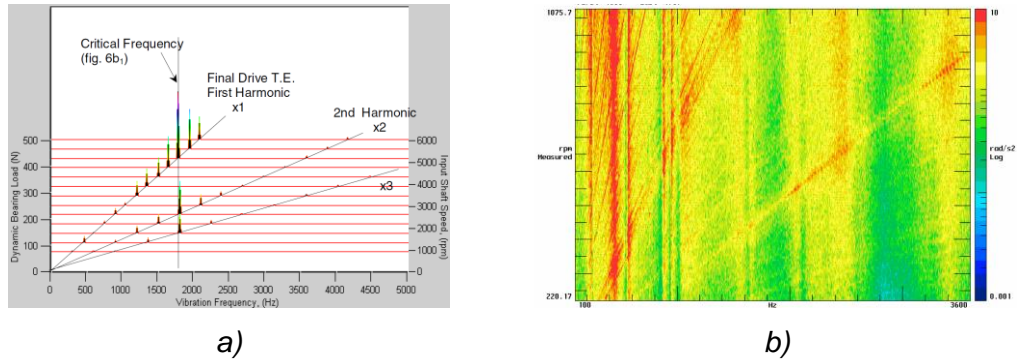 Critical Frequency
(fig. 6b₁)
Final Drive T.E.
First Harmonic
x1
2nd Harmonic
x2
x3
Dynamic Bearing Load (N)
500
400
300
200
100
0
Input Shaft Speed, (rpm)
6000
5000
4000
3000
2000
1000
0
0 500 1000 1500 2000 2500 3000 3500 4000 4500 5000
Vibration Frequency, (Hz)
a)
1075.7
rpm
Measured
220.17
100 Hz 3600
10
rad/s2
Log
0.001
b)